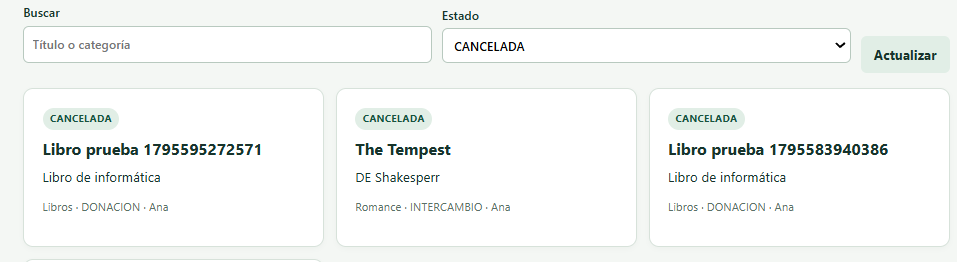 Buscar
Título o categoría
Estado
CANCELADA
Actualizar
CANCELADA
Libro prueba 1795595272571
Libro de informática
Libros · DONACION · Ana
CANCELADA
The Tempest
DE Shakesperr
Romance · INTERCAMBIO · Ana
CANCELADA
Libro prueba 1795583940386
Libro de informática
Libros · DONACION · Ana